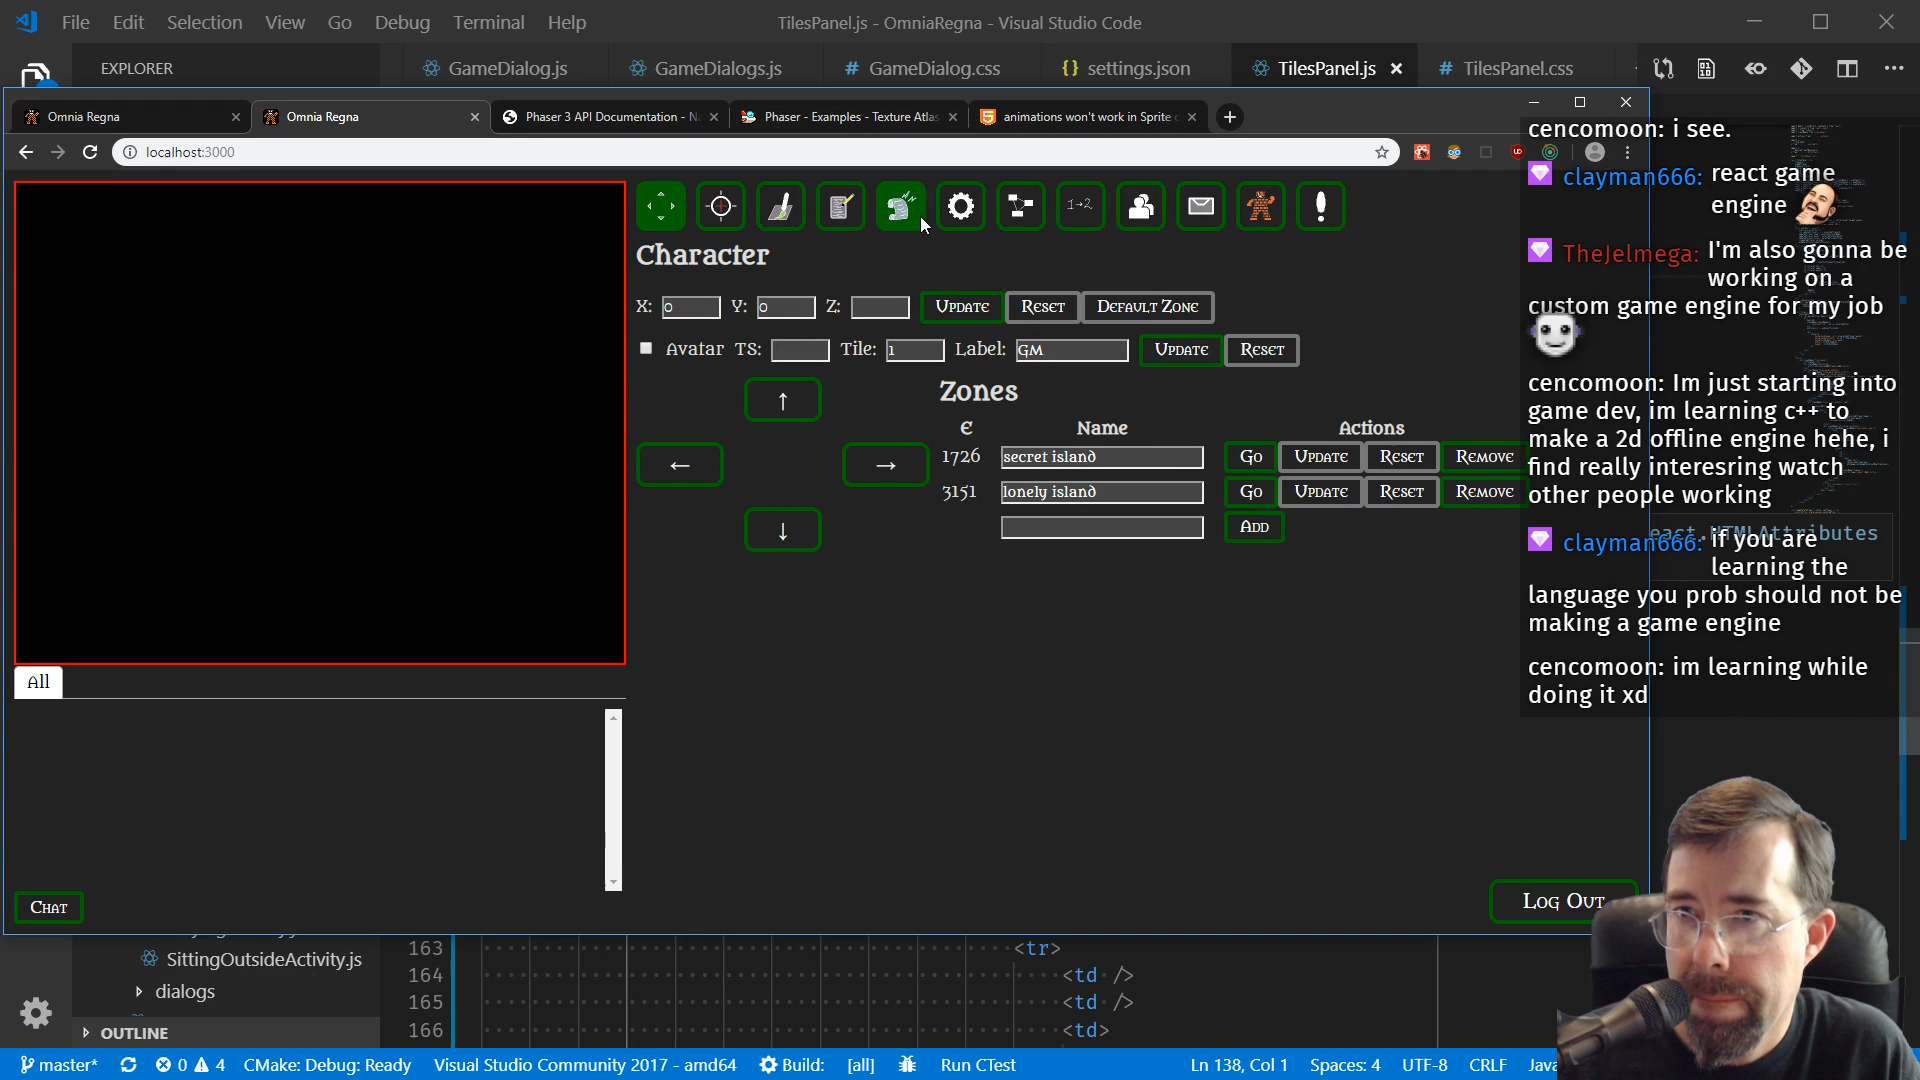 File Edit Selection View Go Debug Terminal Help
TilesPanel.js - OmniaRegna - Visual Studio Code
EXPLORER
GameDialog.js
GameDialogs.js
# GameDialog.css
{} settings.json
TilesPanel.js ×
# TilesPanel.css
Omnia Regna
Omnia Regna
Phaser 3 API Documentation - N
Phaser - Examples - Texture Atlas
animations won't work in Sprite
localhost:3000
1→2
Character
X: 0 Y: 0 Z: Update Reset Default Zone
Avatar TS: Tile: 1 Label: GM Update Reset
Zones
E Name Actions
1726 secret island Go Update Reset Remove
3151 lonely island Go Update Reset Remove
Add
↑
← →
↓
All
Chat
Log Out
cencomoon: i see.
clayman666: react game
engine
TheJelmega: I'm also gonna be
working on a
custom game engine for my job
cencomoon: Im just starting into
game dev, im learning c++ to
make a 2d offline engine hehe, i
find really interesring watch
other people working
clayman666: if you are
learning the
language you prob should not be
making a game engine
cencomoon: im learning while
doing it xd
SittingOutsideActivity.js
dialogs
OUTLINE
163 <tr>
164 <td />
165 <td />
166 <td>
master* 0 4 CMake: Debug: Ready Visual Studio Community 2017 - amd64 Build: [all] Run CTest Ln 138, Col 1 Spaces: 4 UTF-8 CRLF